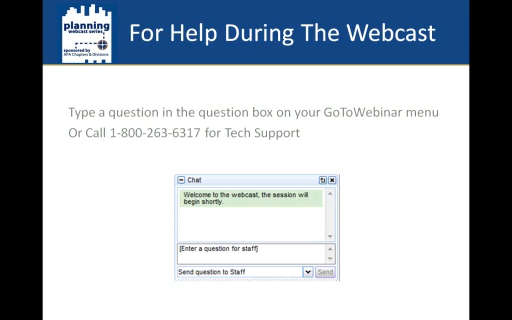 planning
webcast series
sponsored by
APA Chapters & Divisions
For Help During The Webcast
Type a question in the question box on your GoToWebinar menu
Or Call 1-800-263-6317 for Tech Support
Chat
Welcome to the webcast, the session will
begin shortly.
[Enter a question for staff]
Send question to Staff
Send